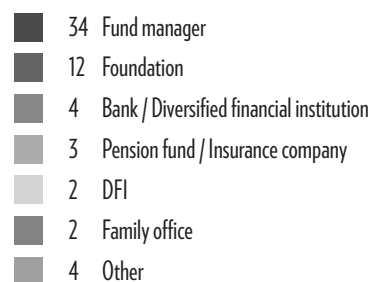 34 Fund manager
12 Foundation
4 Bank / Diversified financial institution
3 Pension fund / Insurance company
2 DFI
2 Family office
4 Other